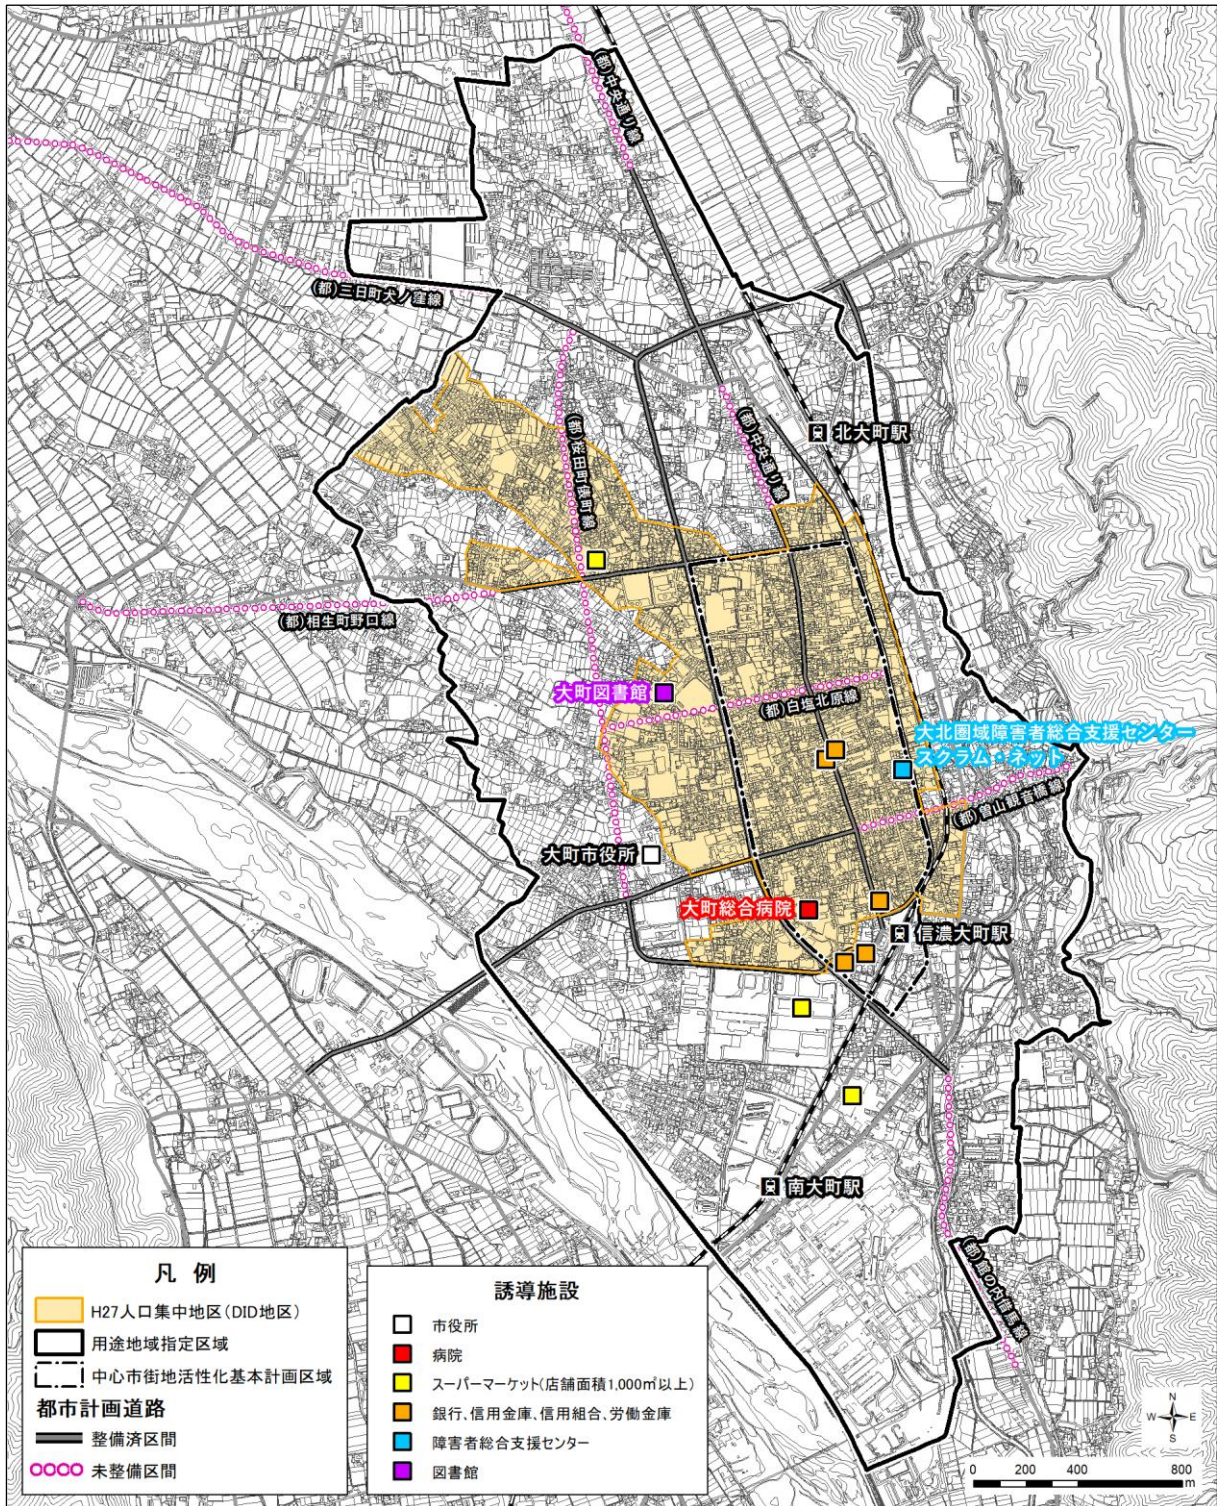 (都)中央通り線
(都)三日町犬ノ窪線
(都)中央通り線
北大町駅
(都)桜田町俵町線
(都)相生町野口線
大町図書館
(都)白塩北原線
大北圏域障害者総合支援センター
スクラム・ネット
(都)曽山観音橋線
大町市役所
大町総合病院
信濃大町駅
南大町駅
(都)館の内借馬線
凡 例
H27人口集中地区(DID地区)
用途地域指定区域
中心市街地活性化基本計画区域
都市計画道路
整備済区間
未整備区間
誘導施設
市役所
病院
スーパーマーケット(店舗面積1,000㎡以上)
銀行、信用金庫、信用組合、労働金庫
障害者総合支援センター
図書館
N
W E
S
0 200 400 800
m